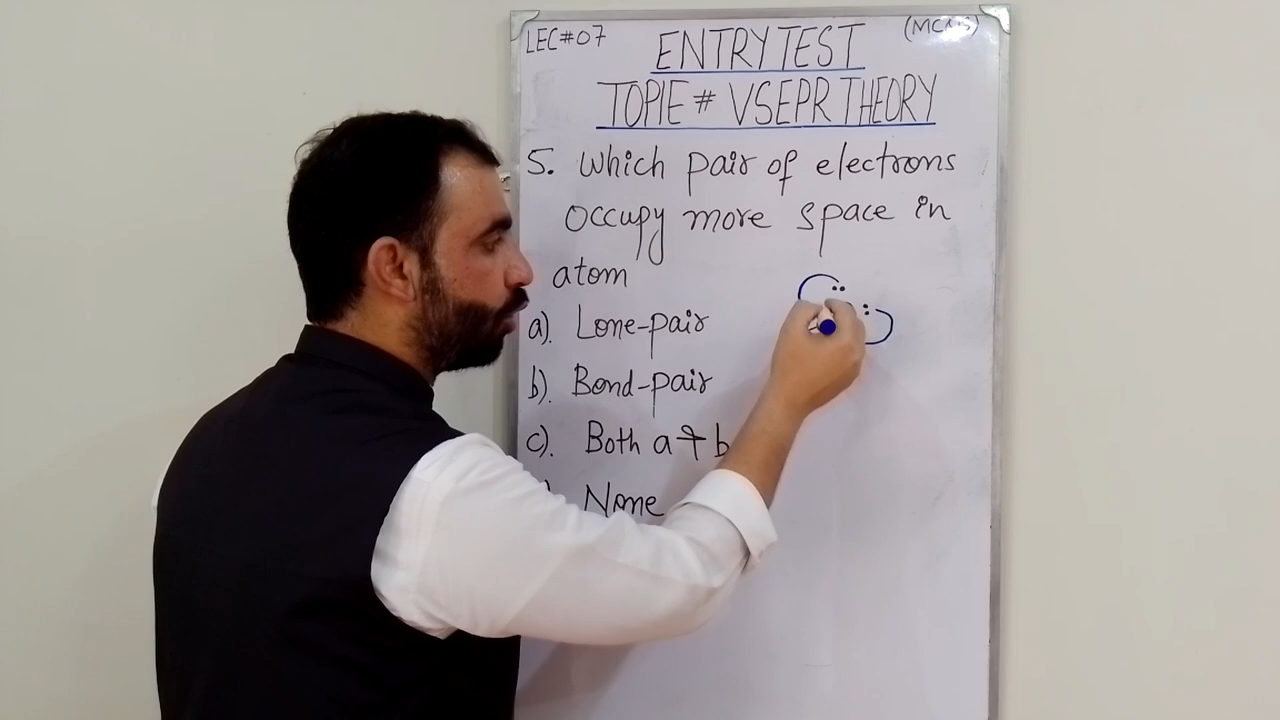 LEC#07
ENTRY TEST
(MCQS)
TOPIE # VSEPR THEORY
5. Which pair of electrons
occupy more space in
atom
a). Lone-pair
b). Bond-pair
c). Both a & b
). None